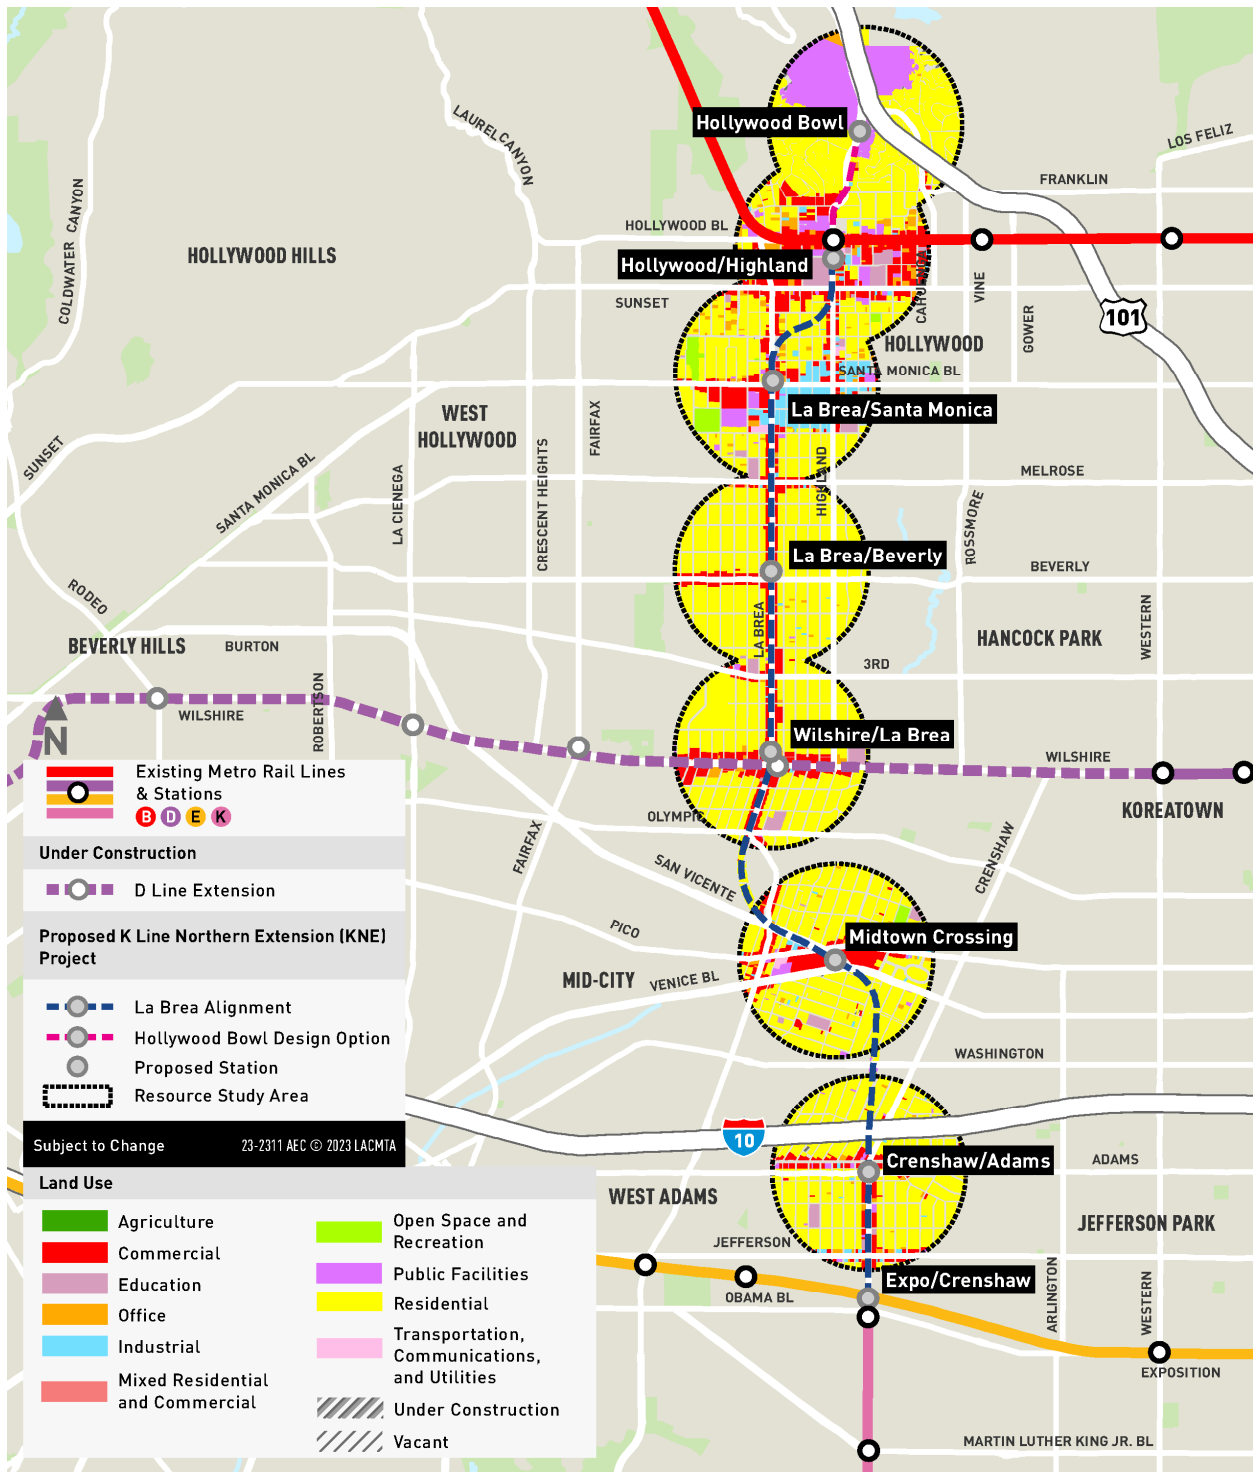 Hollywood Bowl
LAUREL CANYON
LOS FELIZ
FRANKLIN
COLDWATER CANYON
HOLLYWOOD BL
HOLLYWOOD HILLS
Hollywood/Highland
CAHUENGA
VINE
SUNSET
GOWER
101
HOLLYWOOD
SANTA MONICA BL
WEST
HOLLYWOOD
FAIRFAX
La Brea/Santa Monica
SUNSET
SANTA MONICA BL
LA CIENEGA
CRESCENT HEIGHTS
HIGHLAND
MELROSE
ROSSMORE
La Brea/Beverly
BEVERLY
RODEO
LA BREA
WESTERN
BEVERLY HILLS
BURTON
HANCOCK PARK
3RD
ROBERTSON
WILSHIRE
N
Wilshire/La Brea
WILSHIRE
KOREATOWN
OLYMPIC
FAIRFAX
SAN VICENTE
CRENSHAW
PICO
Midtown Crossing
MID-CITY
VENICE BL
WASHINGTON
10
Crenshaw/Adams
ADAMS
WEST ADAMS
JEFFERSON PARK
JEFFERSON
Expo/Crenshaw
OBAMA BL
ARLINGTON
WESTERN
EXPOSITION
MARTIN LUTHER KING JR. BL
Existing Metro Rail Lines
& Stations
B D E K
Under Construction
D Line Extension
Proposed K Line Northern Extension (KNE)
Project
La Brea Alignment
Hollywood Bowl Design Option
Proposed Station
Resource Study Area
Subject to Change
23-2311 AEC © 2023 LACMTA
Land Use
Agriculture
Commercial
Education
Office
Industrial
Mixed Residential
and Commercial
Open Space and
Recreation
Public Facilities
Residential
Transportation,
Communications,
and Utilities
Under Construction
Vacant